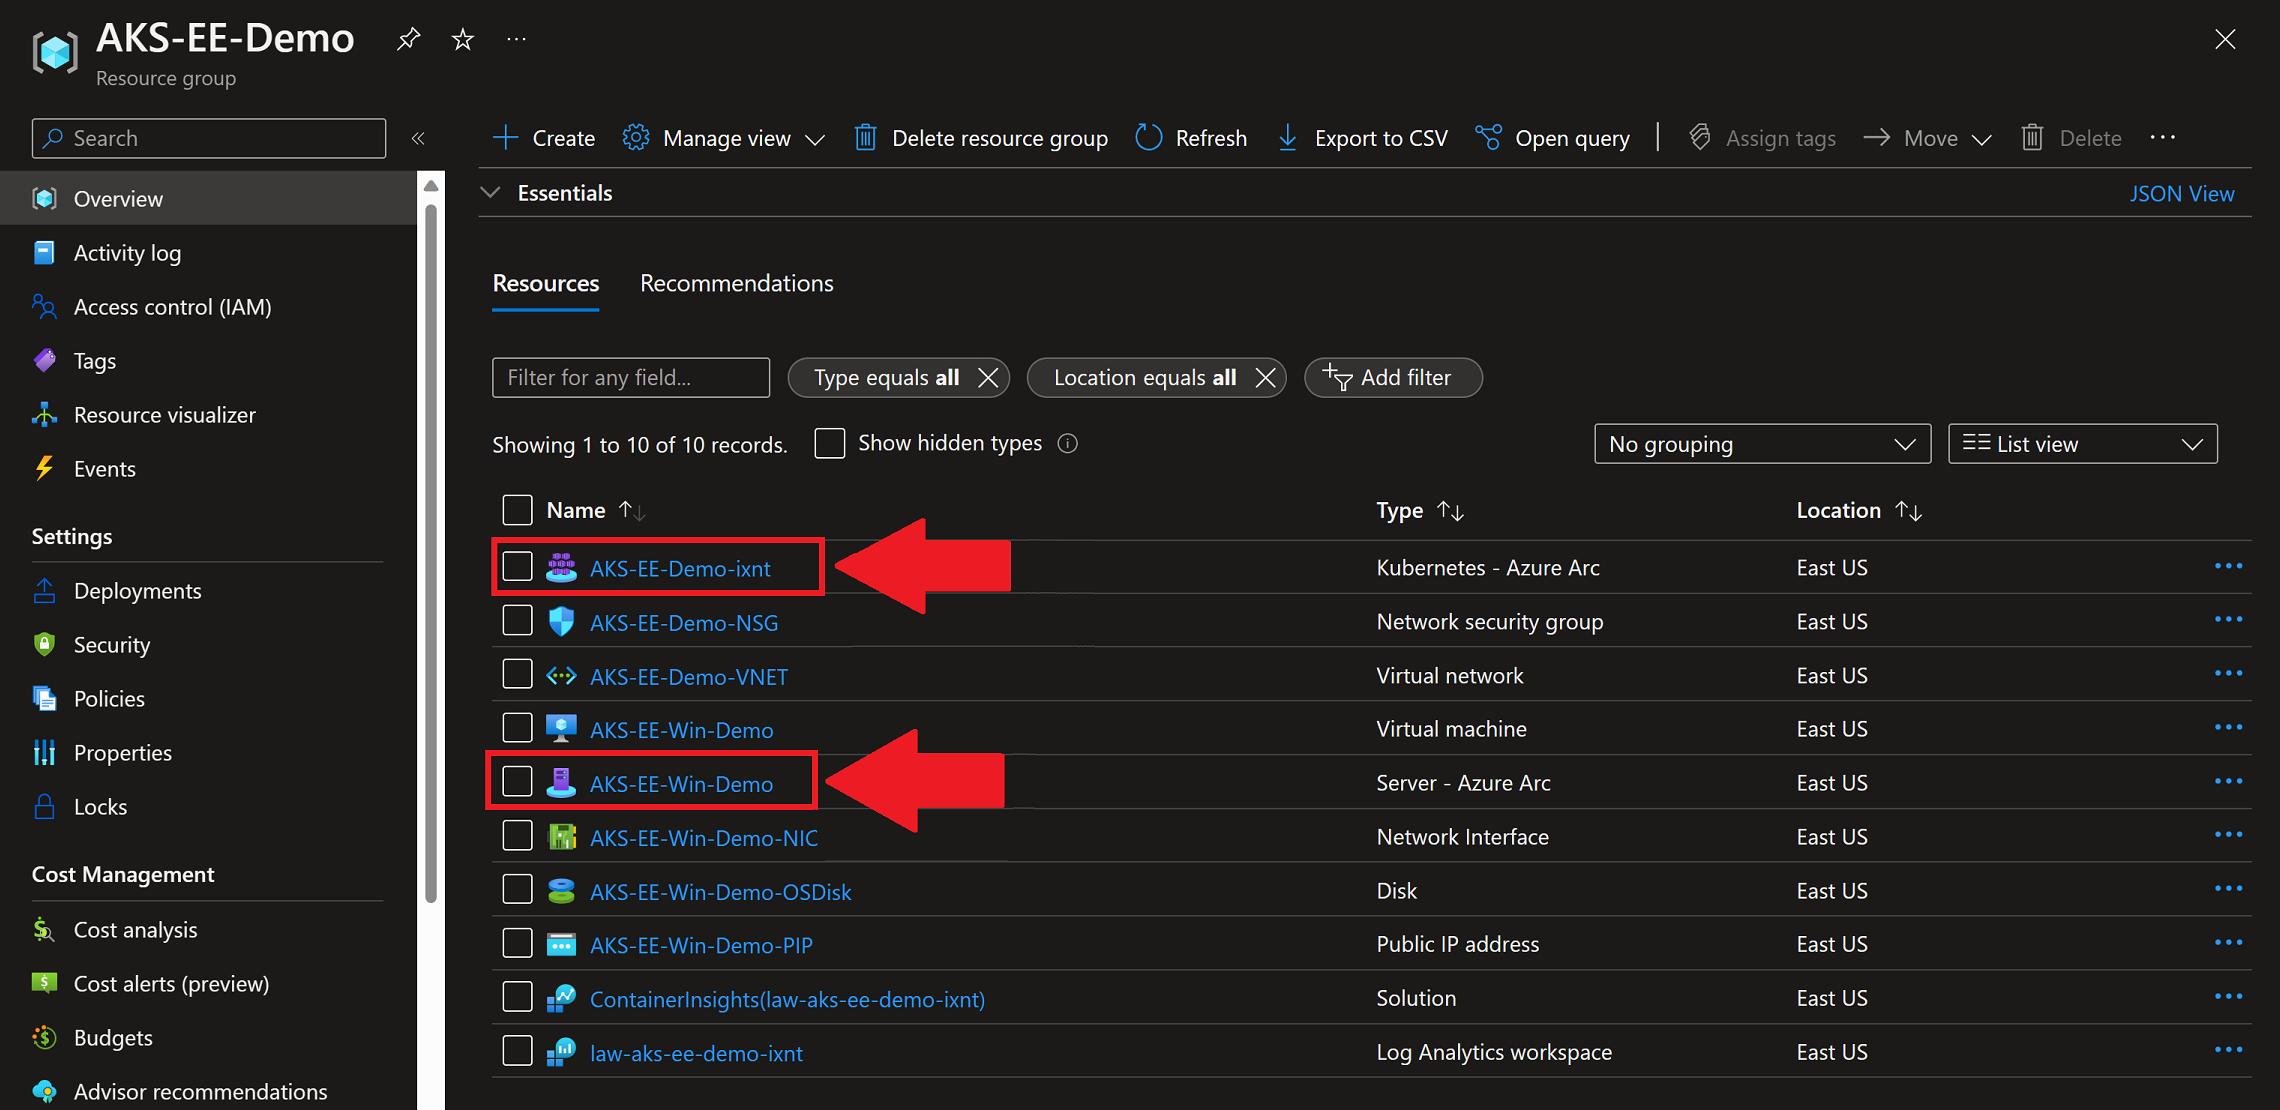 AKS-EE-Demo
Resource group
Search
Create Manage view Delete resource group Refresh Export to CSV Open query Assign tags Move Delete
Overview
Activity log
Access control (IAM)
Tags
Resource visualizer
Events
Settings
Deployments
Security
Policies
Properties
Locks
Cost Management
Cost analysis
Cost alerts (preview)
Budgets
Advisor recommendations
Essentials JSON View
Resources Recommendations
Filter for any field... Type equals all Location equals all Add filter
Showing 1 to 10 of 10 records. Show hidden types No grouping List view
Name Type Location
AKS-EE-Demo-ixnt Kubernetes - Azure Arc East US
AKS-EE-Demo-NSG Network security group East US
AKS-EE-Demo-VNET Virtual network East US
AKS-EE-Win-Demo Virtual machine East US
AKS-EE-Win-Demo Server - Azure Arc East US
AKS-EE-Win-Demo-NIC Network Interface East US
AKS-EE-Win-Demo-OSDisk Disk East US
AKS-EE-Win-Demo-PIP Public IP address East US
ContainerInsights(law-aks-ee-demo-ixnt) Solution East US
law-aks-ee-demo-ixnt Log Analytics workspace East US